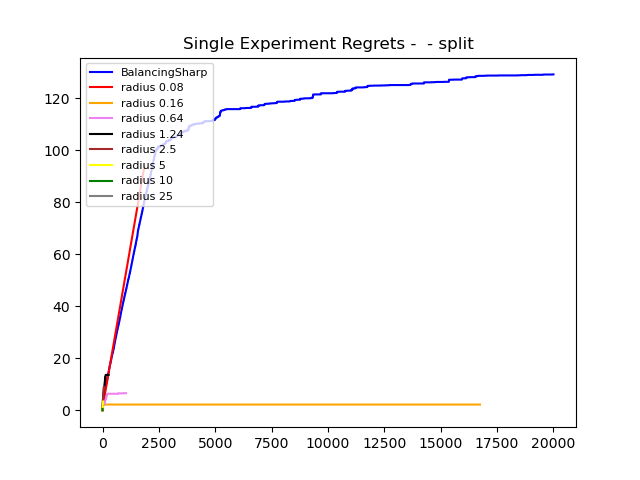 Single Experiment Regrets -  - split
BalancingSharp
radius 0.08
radius 0.16
radius 0.64
radius 1.24
radius 2.5
radius 5
radius 10
radius 25
120
100
80
60
40
20
0
0 2500 5000 7500 10000 12500 15000 17500 20000